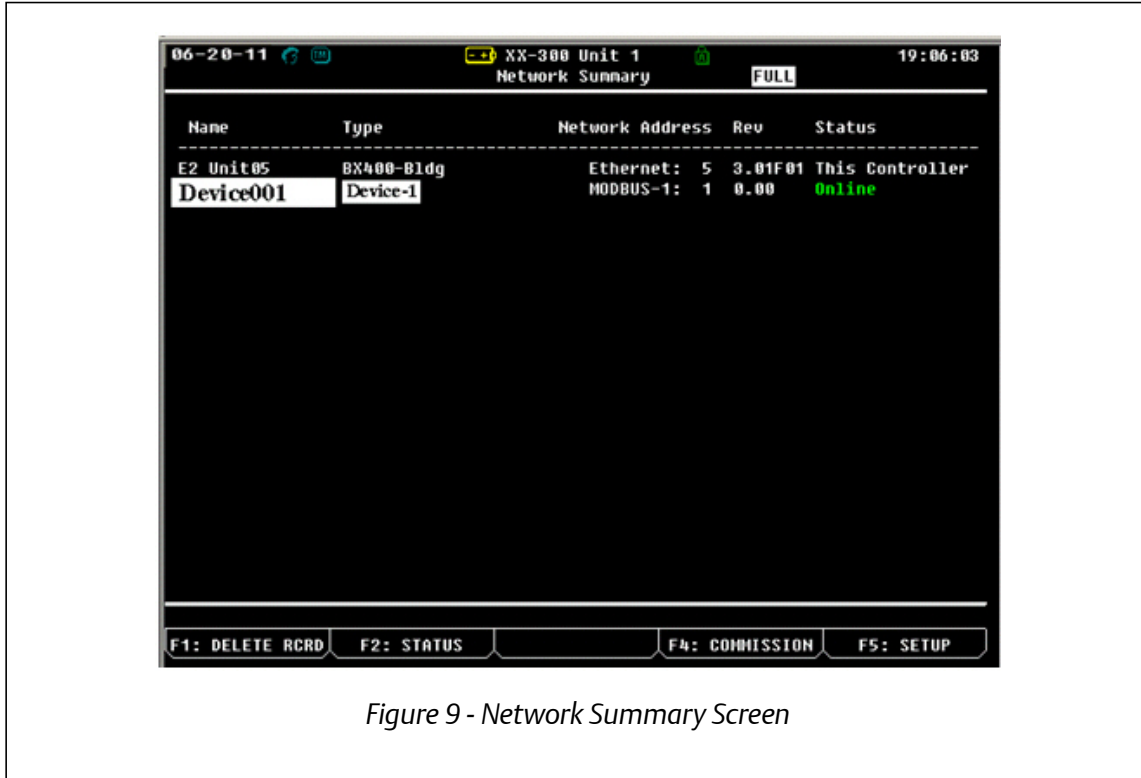 06-20-11 XX-300 Unit 1 19:06:03
Network Summary FULL
Name Type Network Address Rev Status
E2 Unit05 BX400-Bldg Ethernet: 5 3.01F01 This Controller
Device001 Device-1 MODBUS-1: 1 0.00 Online
F1: DELETE RCRD F2: STATUS F4: COMMISSION F5: SETUP
Figure 9 - Network Summary Screen